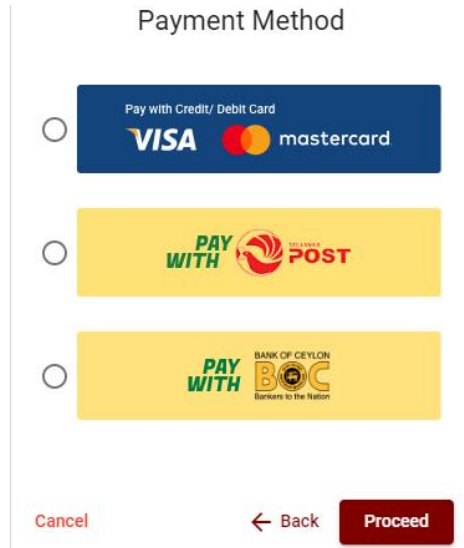 Payment Method
Pay with Credit/ Debit Card
VISA mastercard
PAY
WITH
SRI LANKA
POST
PAY
WITH
BANK OF CEYLON
BOC
Bankers to the Nation
Cancel
← Back
Proceed